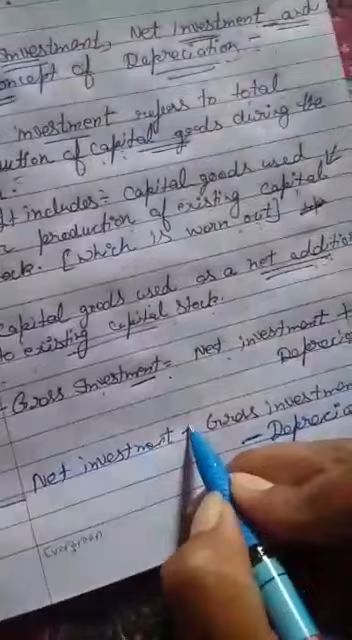 Investment, Net Investment and
concept of Depreciation =
investment refers to total
uction of capital goods during the
It includes = Capital goods used
production of existing capital
ock. [Which is worn out]
Capital goods used as a net addition
to existing capital stock.
Gross Investment = Net investment +
Deprecia
Net investment = Gross investment
- Deprecia
Evergreen